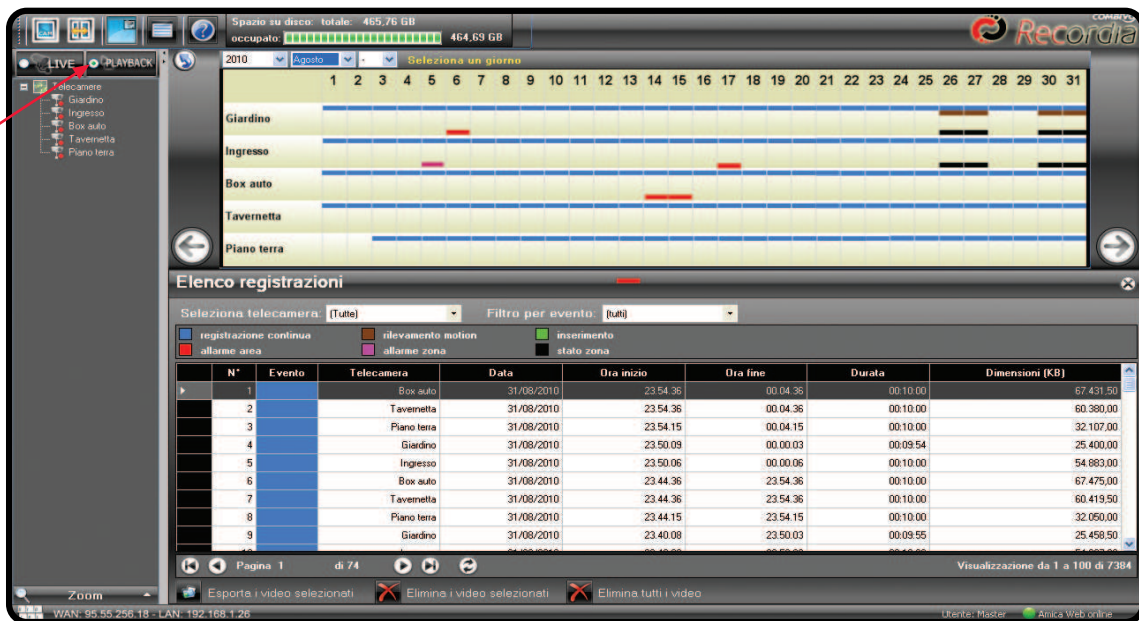 Spazio su disco: totale: 465,76 GB
occupato: 464,69 GB
COMBIVOX
Recordia
LIVE PLAYBACK
2010 Agosto - Seleziona un giorno
1 2 3 4 5 6 7 8 9 10 11 12 13 14 15 16 17 18 19 20 21 22 23 24 25 26 27 28 29 30 31
Telecamere
Giardino
Ingresso
Box auto
Tavernetta
Piano terra
Giardino
Ingresso
Box auto
Tavernetta
Piano terra
Elenco registrazioni
Seleziona telecamera: (Tutte) Filtro per evento: (tutti)
registrazione continua rilevamento motion inserimento
allarme area allarme zona stato zona
N° Evento Telecamera Data Ora inizio Ora fine Durata Dimensioni (KB)
1 Box auto 31/08/2010 23.54.36 00.04.36 00:10:00 67.431,50
2 Tavernetta 31/08/2010 23.54.36 00.04.36 00:10:00 60.380,00
3 Piano terra 31/08/2010 23.54.15 00.04.15 00:10:00 32.107,00
4 Giardino 31/08/2010 23.50.09 00.00.03 00:09:54 25.400,00
5 Ingresso 31/08/2010 23.50.06 00.00.06 00:10:00 54.883,00
6 Box auto 31/08/2010 23.44.36 23.54.36 00:10:00 67.475,00
7 Tavernetta 31/08/2010 23.44.36 23.54.36 00:10:00 60.419,50
8 Piano terra 31/08/2010 23.44.15 23.54.15 00:10:00 32.050,00
9 Giardino 31/08/2010 23.40.08 23.50.03 00:09:55 25.458,50
Pagina 1 di 74 Visualizzazione da 1 a 100 di 7384
Zoom Esporta i video selezionati Elimina i video selezionati Elimina tutti i video
WAN: 95.55.256.18 - LAN: 192.168.1.26 Utente: Master Amica Web online